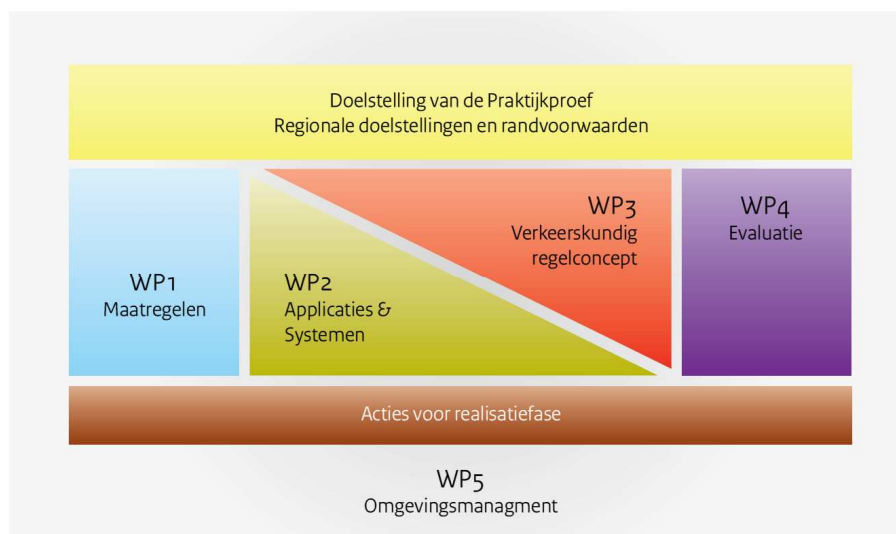 Doelstelling van de Praktijkproef
Regionale doelstellingen en randvoorwaarden
WP1
Maatregelen
WP2
Applicaties &
Systemen
WP3
Verkeerskundig
regelconcept
WP4
Evaluatie
Acties voor realisatiefase
WP5
Omgevingsmanagment